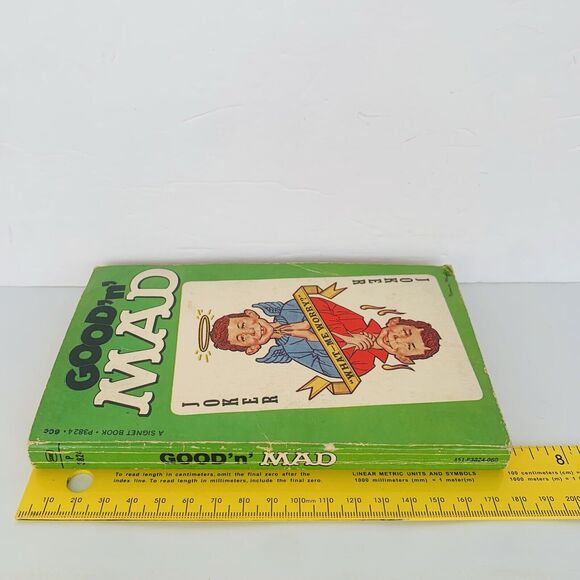 GOOD 'n'
MAD
A SIGNET BOOK • P3824 • 60c
JOKER
"WHAT—ME WORRY?"
JOKER
GOOD 'n' MAD
451-P3824-060
To read length in centimeters, omit the final zero after the
index line. To read length in millimeters, include the final zero.
LINEAR METRIC UNITS AND SYMBOLS
1000 millimeters (mm) = 1 meter(m)
100 centimeters (cm) =
1000 meters (m) = 1
8
10 20 30 40 50 60 70 80 90 100mm 110 120 130 140 150 160 170 180 190 200